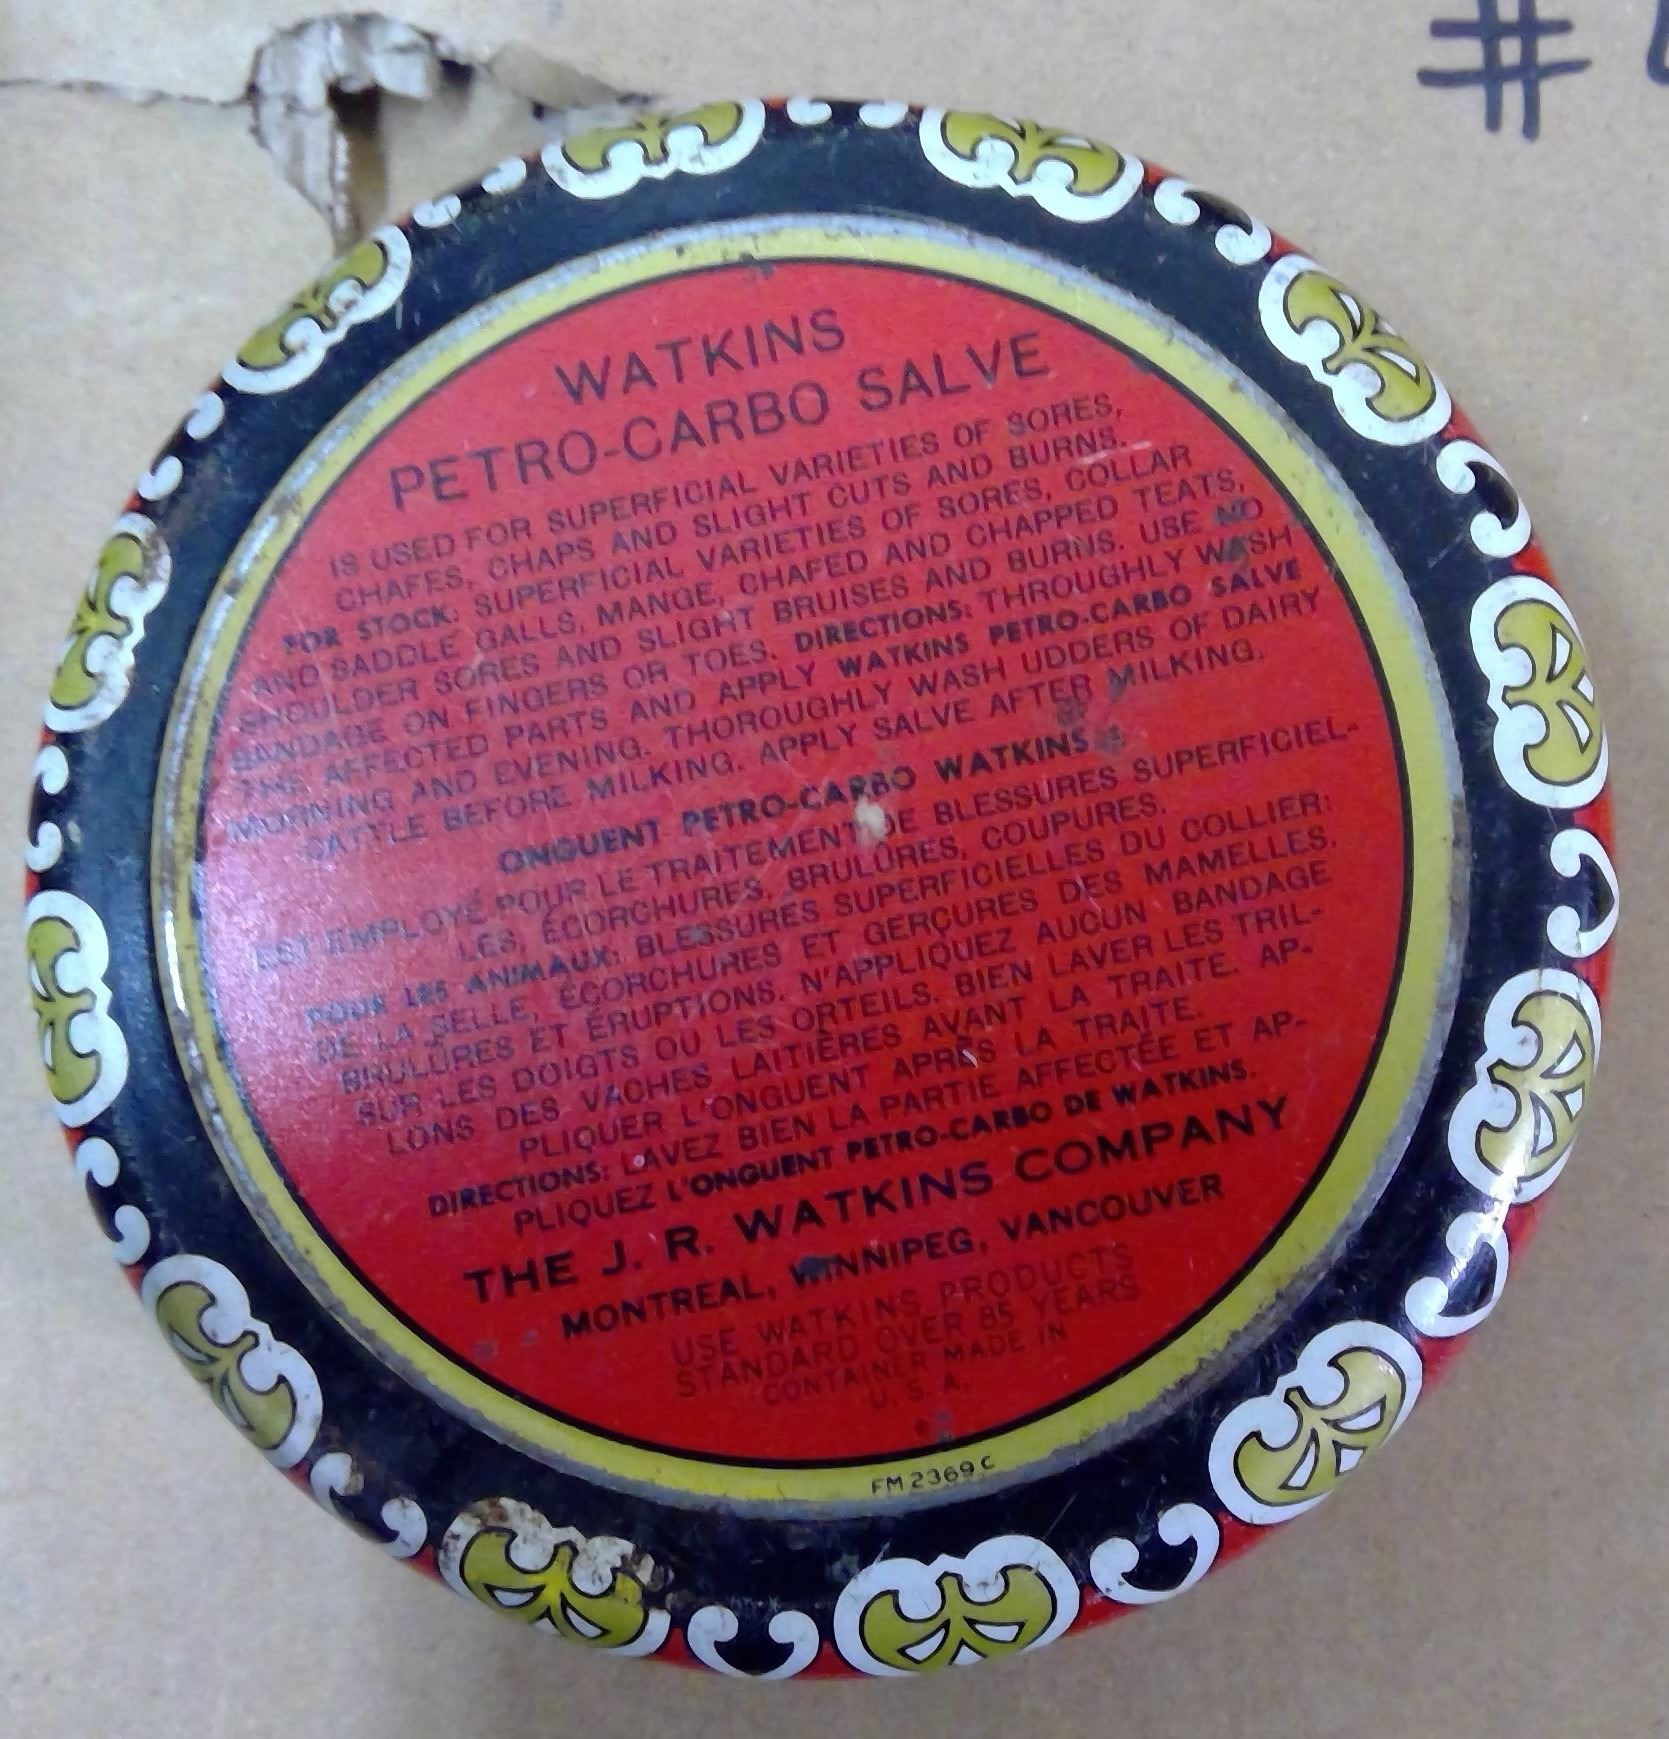 #
WATKINS
PETRO-CARBO SALVE
IS USED FOR SUPERFICIAL VARIETIES OF SORES,
CHAFES, CHAPS AND SLIGHT CUTS AND BURNS.
FOR STOCK: SUPERFICIAL VARIETIES OF SORES, COLLAR
AND SADDLE GALLS, MANGE, CHAFED AND CHAPPED TEATS,
SHOULDER SORES AND SLIGHT BRUISES AND BURNS. USE NO
BANDAGE ON FINGERS OR TOES. DIRECTIONS: THROUGHLY WASH
THE AFFECTED PARTS AND APPLY WATKINS PETRO-CARBO SALVE
MORNING AND EVENING. THOROUGHLY WASH UDDERS OF DAIRY
CATTLE BEFORE MILKING. APPLY SALVE AFTER MILKING.
ONGUENT PETRO-CARBO WATKINS
EST EMPLOYÉ POUR LE TRAITEMENT DE BLESSURES SUPERFICIEL-
LES, ÉCORCHURES, BRULÛRES, COUPURES.
POUR LES ANIMAUX: BLESSURES SUPERFICIELLES DU COLLIER:
DE LA SELLE, ÉCORCHURES ET GERÇURES DES MAMELLES,
BRULÛRES ET ÉRUPTIONS. N'APPLIQUEZ AUCUN BANDAGE
SUR LES DOIGTS OU LES ORTEILS. BIEN LAVER LES TRIL-
LONS DES VACHES LAITIÈRES AVANT LA TRAITE. AP-
PLIQUER L'ONGUENT APRÈS LA TRAITE.
DIRECTIONS: LAVEZ BIEN LA PARTIE AFFECTÉE ET AP-
PLIQUEZ L'ONGUENT PETRO-CARBO DE WATKINS.
THE J. R. WATKINS COMPANY
MONTREAL, WINNIPEG, VANCOUVER
USE WATKINS PRODUCTS
STANDARD OVER 85 YEARS
CONTAINER MADE IN
U. S. A.
FM 2369 C